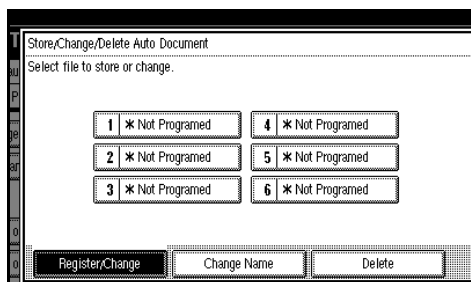 Store/Change/Delete Auto Document
Select file to store or change.
1 * Not Programed
4 * Not Programed
2 * Not Programed
5 * Not Programed
3 * Not Programed
6 * Not Programed
Register/Change
Change Name
Delete